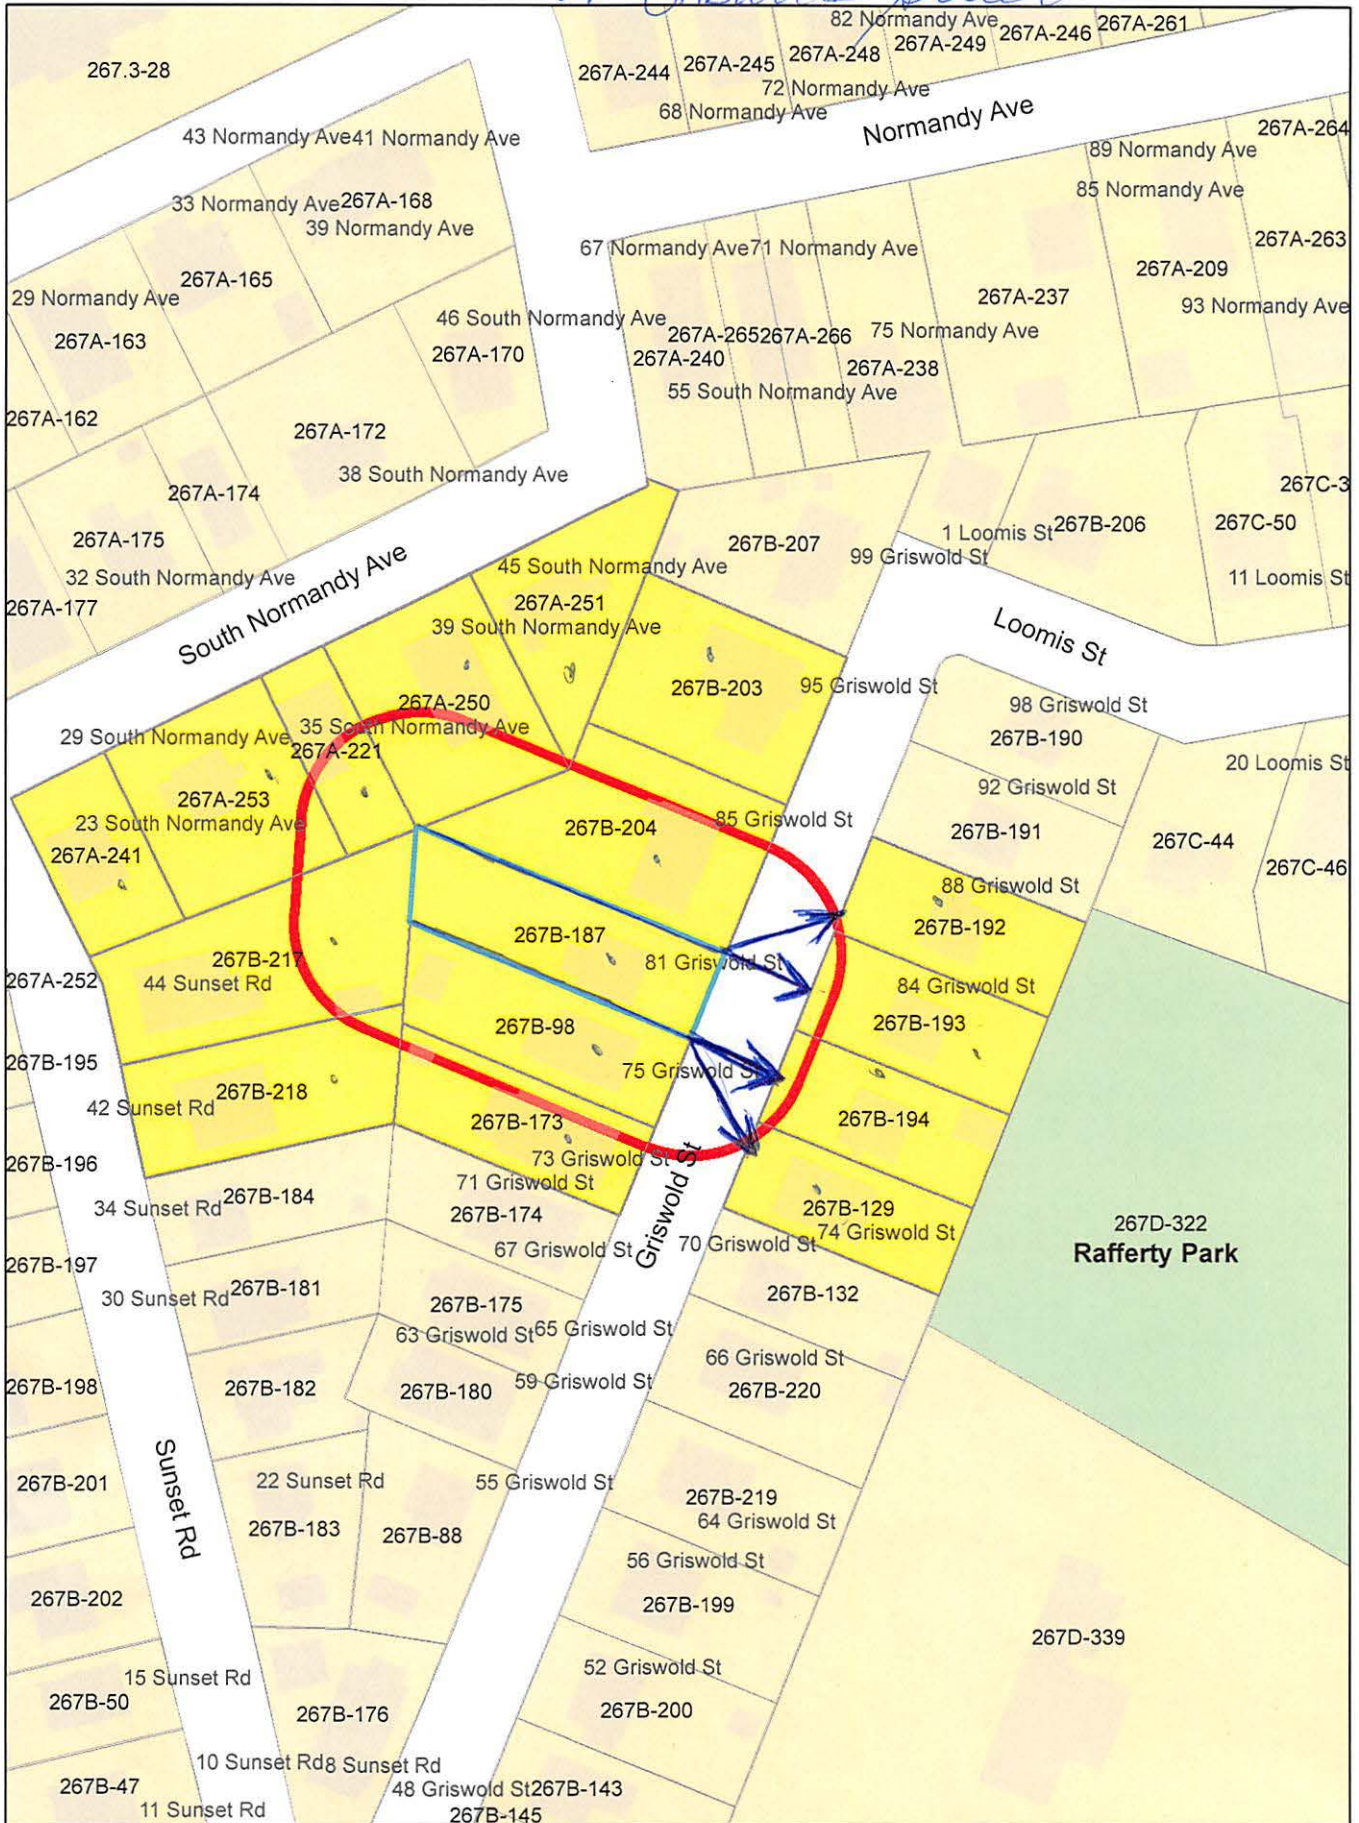 82 Normandy Ave
267A-246 267A-261
267A-248 267A-249
267A-244 267A-245
267.3-28
72 Normandy Ave
68 Normandy Ave
Normandy Ave
43 Normandy Ave 41 Normandy Ave
267A-264
89 Normandy Ave
85 Normandy Ave
33 Normandy Ave 267A-168
39 Normandy Ave
267A-263
67 Normandy Ave 71 Normandy Ave
267A-165
267A-209
29 Normandy Ave
267A-237
93 Normandy Ave
46 South Normandy Ave
267A-163
267A-265 267A-266 75 Normandy Ave
267A-170
267A-240
267A-238
55 South Normandy Ave
267A-162
267A-172
38 South Normandy Ave
267A-174
267C-3
267B-206
267C-50
1 Loomis St
267A-175
267B-207
99 Griswold St
45 South Normandy Ave
32 South Normandy Ave
11 Loomis St
South Normandy Ave
267A-251
267A-177
39 South Normandy Ave
Loomis St
267B-203 95 Griswold St
267A-250
98 Griswold St
35 South Normandy Ave
29 South Normandy Ave
267B-190
267A-221
20 Loomis St
92 Griswold St
267A-253
85 Griswold St
23 South Normandy Ave
267B-204
267B-191
267C-44
267A-241
267C-46
88 Griswold St
267B-192
267B-187
267B-217
81 Griswold St
267A-252
44 Sunset Rd
84 Griswold St
267B-193
267B-98
267B-195
75 Griswold St
267B-218
42 Sunset Rd
267B-194
267B-173
73 Griswold St
267B-196
71 Griswold St
267B-184
34 Sunset Rd
267B-129
267B-174
Griswold St
74 Griswold St
267D-322
Rafferty Park
70 Griswold St
67 Griswold St
267B-197
267B-181
267B-132
30 Sunset Rd
267B-175
63 Griswold St 65 Griswold St
66 Griswold St
59 Griswold St
267B-198
267B-182
267B-180
267B-220
Sunset Rd
22 Sunset Rd
55 Griswold St
267B-201
267B-219
64 Griswold St
267B-183
267B-88
56 Griswold St
267B-202
267B-199
267D-339
52 Griswold St
15 Sunset Rd
267B-50
267B-200
267B-176
10 Sunset Rd 8 Sunset Rd
267B-47
48 Griswold St 267B-143
11 Sunset Rd
267B-145